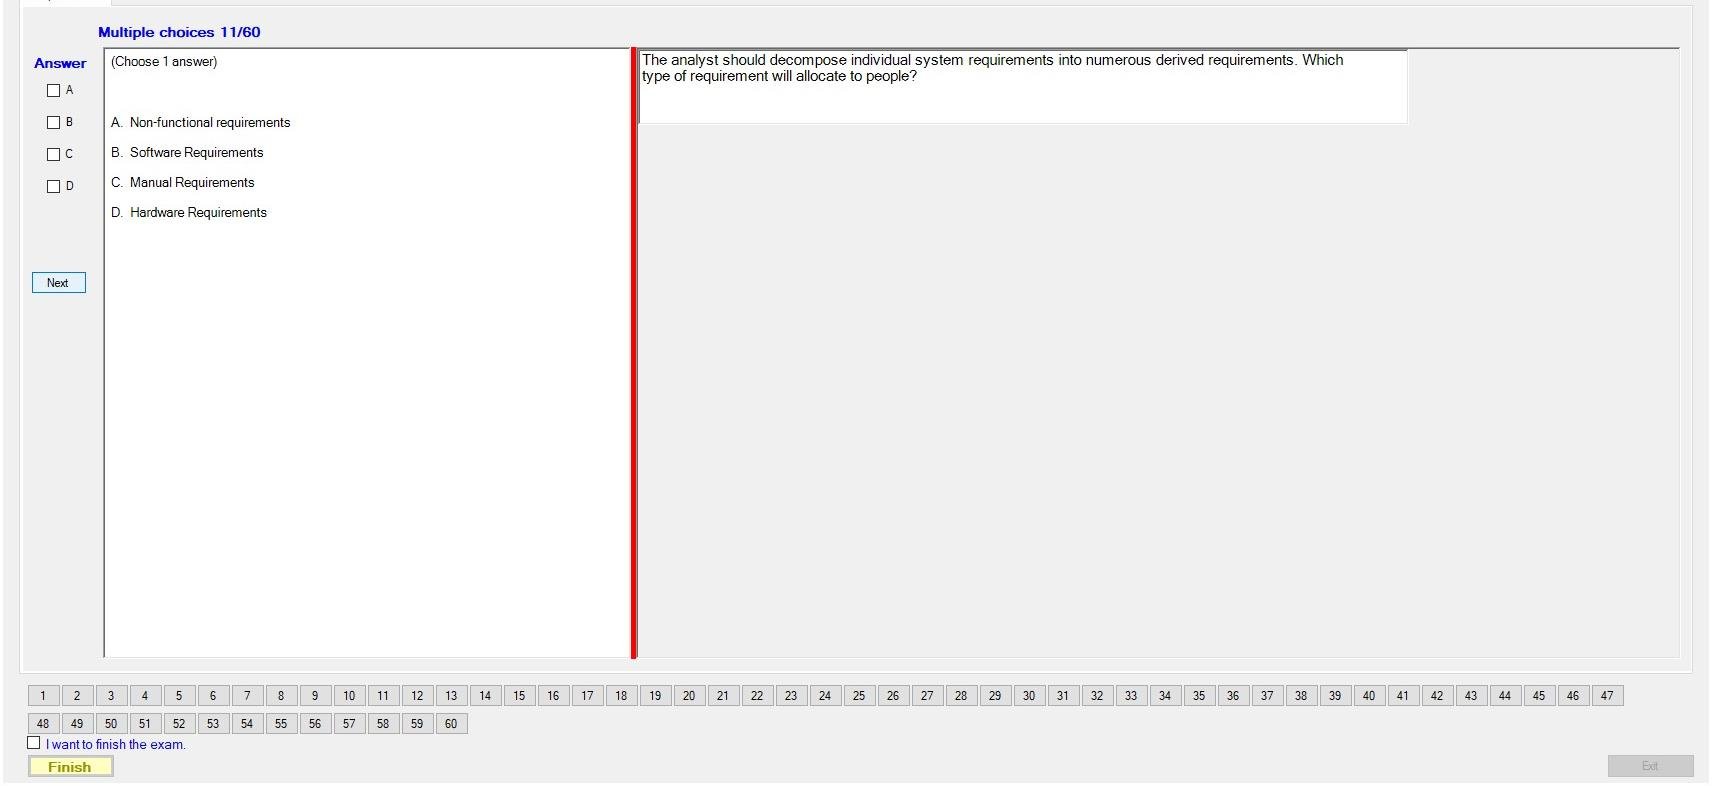 Multiple choices 11/60
Answer
(Choose 1 answer)
The analyst should decompose individual system requirements into numerous derived requirements. Which
type of requirement will allocate to people?
A
B
C
D
A. Non-functional requirements
B. Software Requirements
C. Manual Requirements
D. Hardware Requirements
Next
1 2 3 4 5 6 7 8 9 10 11 12 13 14 15 16 17 18 19 20 21 22 23 24 25 26 27 28 29 30 31 32 33 34 35 36 37 38 39 40 41 42 43 44 45 46 47
48 49 50 51 52 53 54 55 56 57 58 59 60
I want to finish the exam.
Finish
Exit